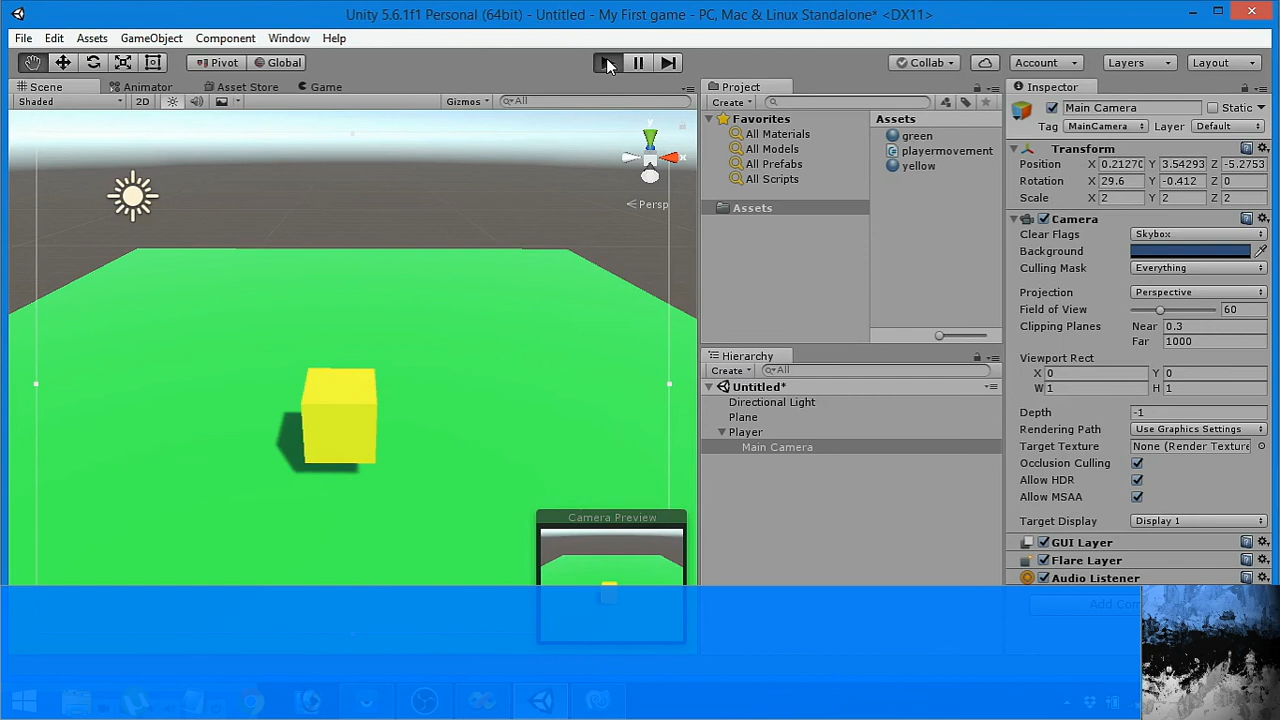 Unity 5.6.1f1 Personal (64bit) - Untitled - My First game - PC, Mac & Linux Standalone* <DX11>
File Edit Assets GameObject Component Window Help
Pivot Global Collab Account Layers Layout
Scene Animator Asset Store Game
Shaded 2D Gizmos All
y
x
Persp
Camera Preview
Project
Create
Favorites
All Materials
All Models
All Prefabs
All Scripts
Assets
Assets
green
playermovement
yellow
Hierarchy
Create All
Untitled*
Directional Light
Plane
Player
Main Camera
Inspector
Main Camera Static
Tag MainCamera Layer Default
Transform
Position X 0.2127( Y 3.5429: Z -5.275:
Rotation X 29.6 Y -0.412 Z 0
Scale X 2 Y 2 Z 2
Camera
Clear Flags Skybox
Background
Culling Mask Everything
Projection Perspective
Field of View 60
Clipping Planes Near 0.3
Far 1000
Viewport Rect
X 0 Y 0
W 1 H 1
Depth -1
Rendering Path Use Graphics Settings
Target Texture None (Render Texture
Occlusion Culling
Allow HDR
Allow MSAA
Target Display Display 1
GUI Layer
Flare Layer
Audio Listener
Add Com